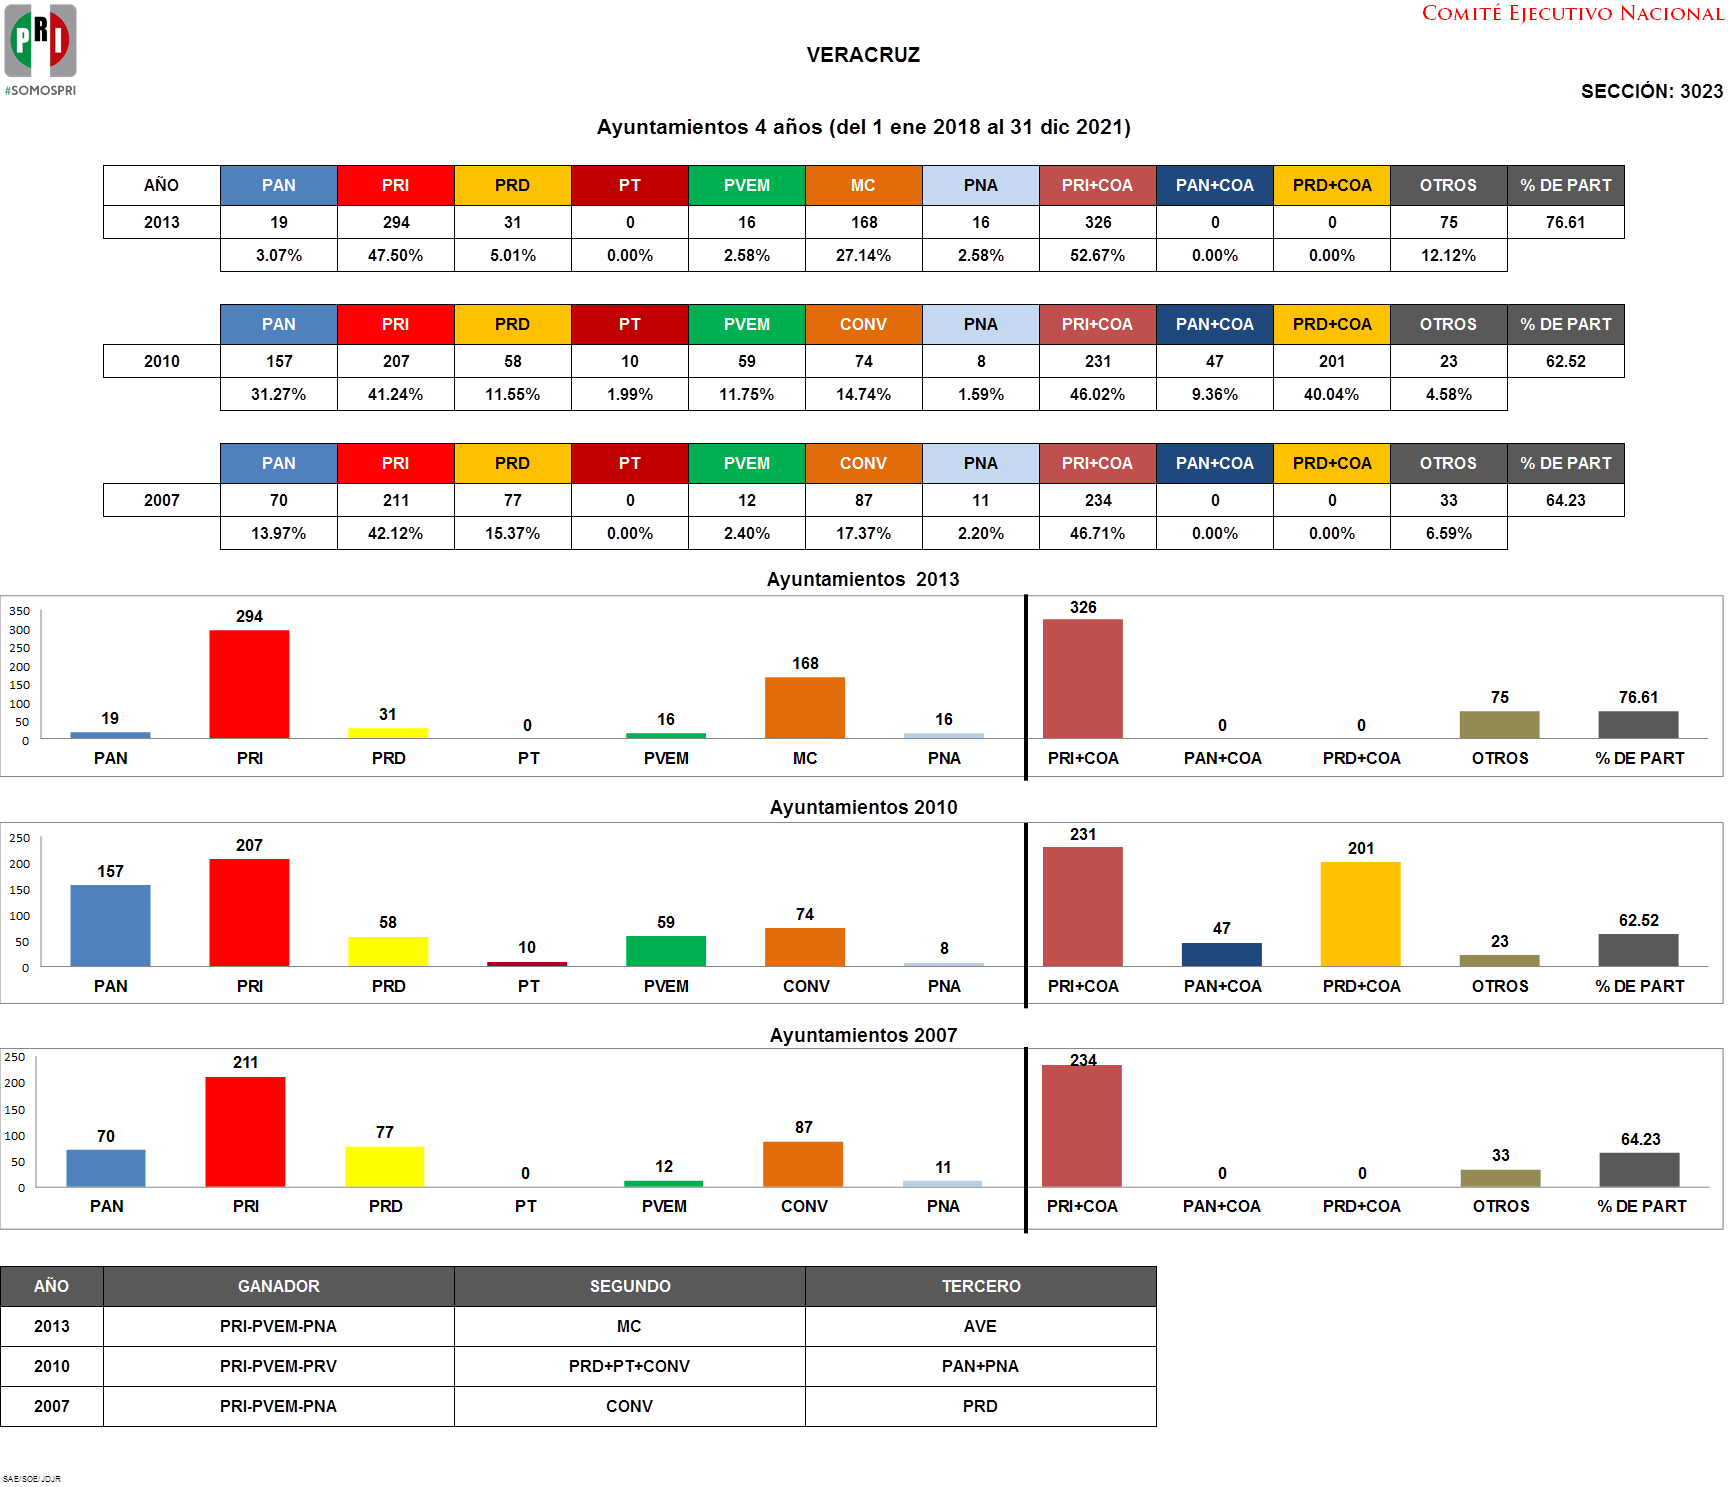 PRI
#SOMOSPRI
COMITÉ EJECUTIVO NACIONAL
VERACRUZ
SECCIÓN: 3023
Ayuntamientos 4 años (del 1 ene 2018 al 31 dic 2021)
AÑO PAN PRI PRD PT PVEM MC PNA PRI+COA PAN+COA PRD+COA OTROS % DE PART
2013 19 294 31 0 16 168 16 326 0 0 75 76.61
3.07% 47.50% 5.01% 0.00% 2.58% 27.14% 2.58% 52.67% 0.00% 0.00% 12.12%
PAN PRI PRD PT PVEM CONV PNA PRI+COA PAN+COA PRD+COA OTROS % DE PART
2010 157 207 58 10 59 74 8 231 47 201 23 62.52
31.27% 41.24% 11.55% 1.99% 11.75% 14.74% 1.59% 46.02% 9.36% 40.04% 4.58%
PAN PRI PRD PT PVEM CONV PNA PRI+COA PAN+COA PRD+COA OTROS % DE PART
2007 70 211 77 0 12 87 11 234 0 0 33 64.23
13.97% 42.12% 15.37% 0.00% 2.40% 17.37% 2.20% 46.71% 0.00% 0.00% 6.59%
Ayuntamientos 2013
350
300
250
200
150
100
50
0
19 294 31 0 16 168 16 326 0 0 75 76.61
PAN PRI PRD PT PVEM MC PNA PRI+COA PAN+COA PRD+COA OTROS % DE PART
Ayuntamientos 2010
250
200
150
100
50
0
157 207 58 10 59 74 8 231 47 201 23 62.52
PAN PRI PRD PT PVEM CONV PNA PRI+COA PAN+COA PRD+COA OTROS % DE PART
Ayuntamientos 2007
250
200
150
100
50
0
70 211 77 0 12 87 11 234 0 0 33 64.23
PAN PRI PRD PT PVEM CONV PNA PRI+COA PAN+COA PRD+COA OTROS % DE PART
AÑO GANADOR SEGUNDO TERCERO
2013 PRI-PVEM-PNA MC AVE
2010 PRI-PVEM-PRV PRD+PT+CONV PAN+PNA
2007 PRI-PVEM-PNA CONV PRD
SAE/SOE/JDJR